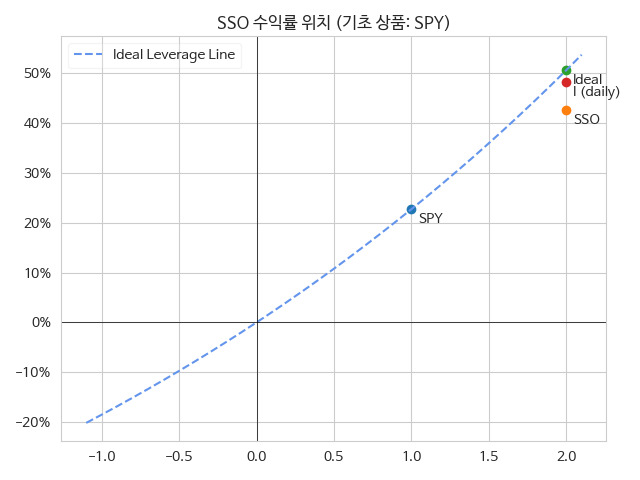 SSO 수익률 위치 (기초 상품: SPY)
Ideal Leverage Line
50%
40%
30%
20%
10%
0%
−10%
−20%
Ideal
I (daily)
SSO
SPY
−1.0
−0.5
0.0
0.5
1.0
1.5
2.0